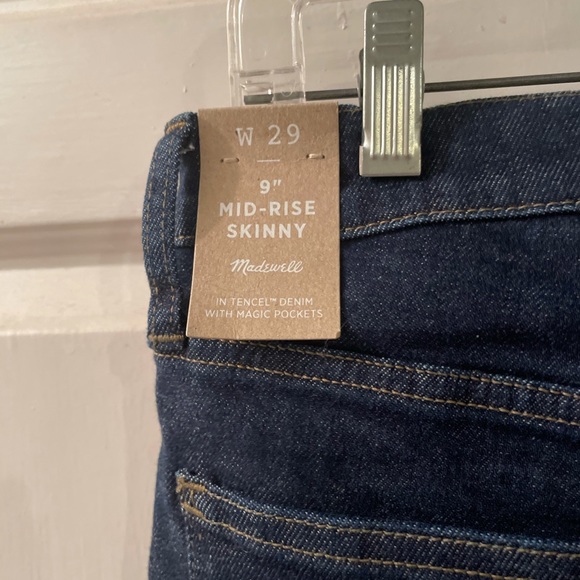 W 29
9"
MID-RISE
SKINNY
Madewell
IN TENCEL™ DENIM
WITH MAGIC POCKETS